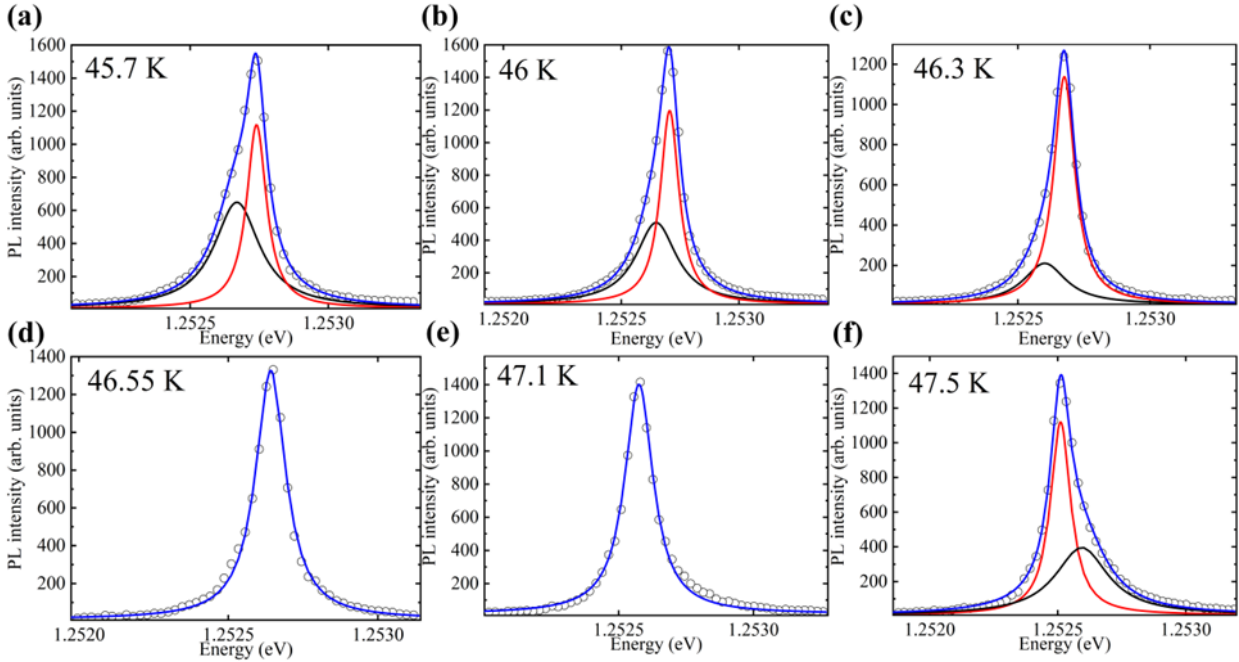 (a)
45.7 K
PL intensity (arb. units)
1600
1400
1200
1000
800
600
400
200
1.2525
1.2530
Energy (eV)
(b)
46 K
PL intensity (arb. units)
1600
1400
1200
1000
800
600
400
200
1.2520
1.2525
1.2530
Energy (eV)
(c)
46.3 K
PL intensity (arb. units)
1200
1000
800
600
400
200
1.2525
1.2530
Energy (eV)
(d)
46.55 K
PL intensity (arb. units)
1400
1200
1000
800
600
400
200
1.2520
1.2525
1.2530
Energy (eV)
(e)
47.1 K
PL intensity (arb. units)
1400
1200
1000
800
600
400
200
1.2525
1.2530
Energy (eV)
(f)
47.5 K
PL intensity (arb. units)
1400
1200
1000
800
600
400
200
1.2520
1.2525
1.2530
Energy (eV)